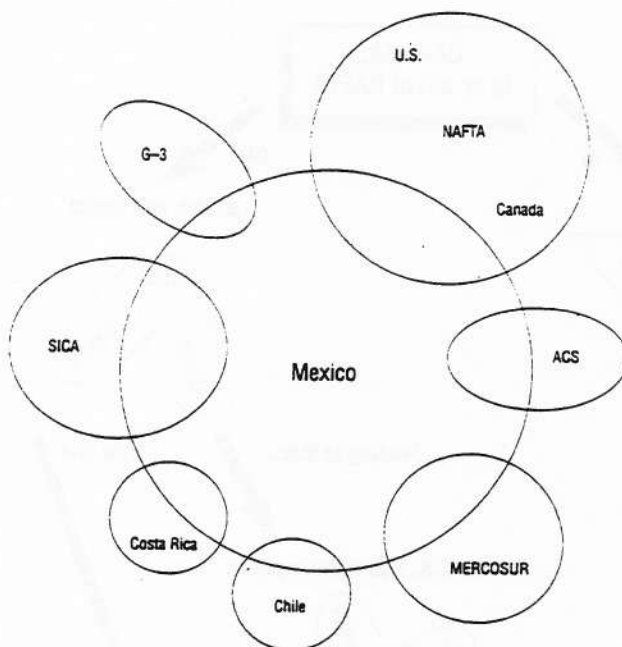 U.S.
NAFTA
G-3
Canada
SICA
ACS
Mexico
Costa Rica
MERCOSUR
Chile